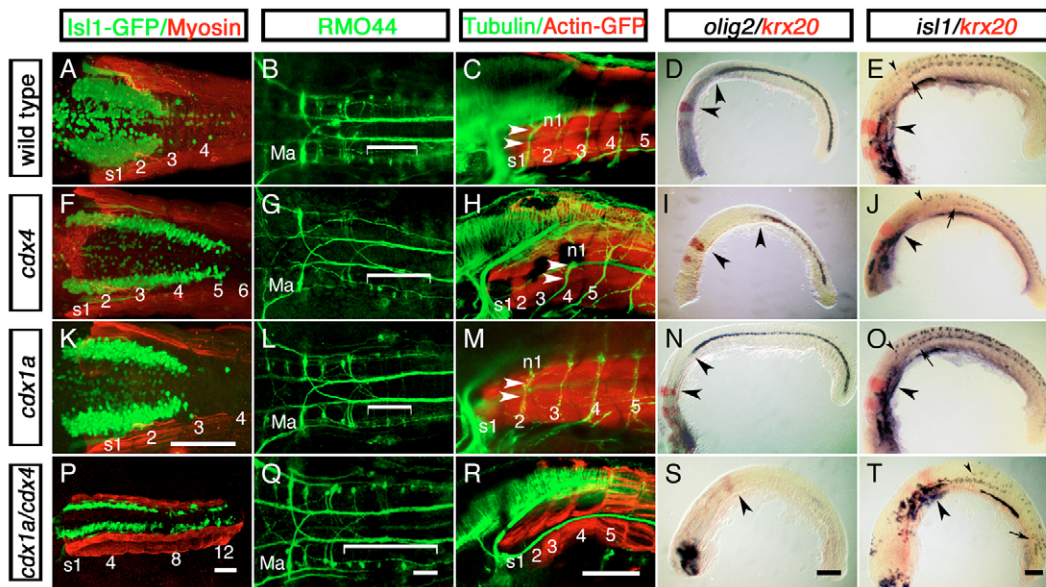 Isl1-GFP/Myosin RMO44 Tubulin/Actin-GFP olig2/krx20 isl1/krx20
wild type
A s1 2 3 4
B Ma
C n1 s1 2 3 4 5
D
E
cdx4
F s1 2 3 4 5 6
G Ma
H n1 s1 2 3 4 5
I
J
cdx1a
K s1 2 3 4
L Ma
M n1 s1 2 3 4 5
N
O
cdx1a/cdx4
P s1 4 8 12
Q Ma
R s1 2 3 4 5
S
T